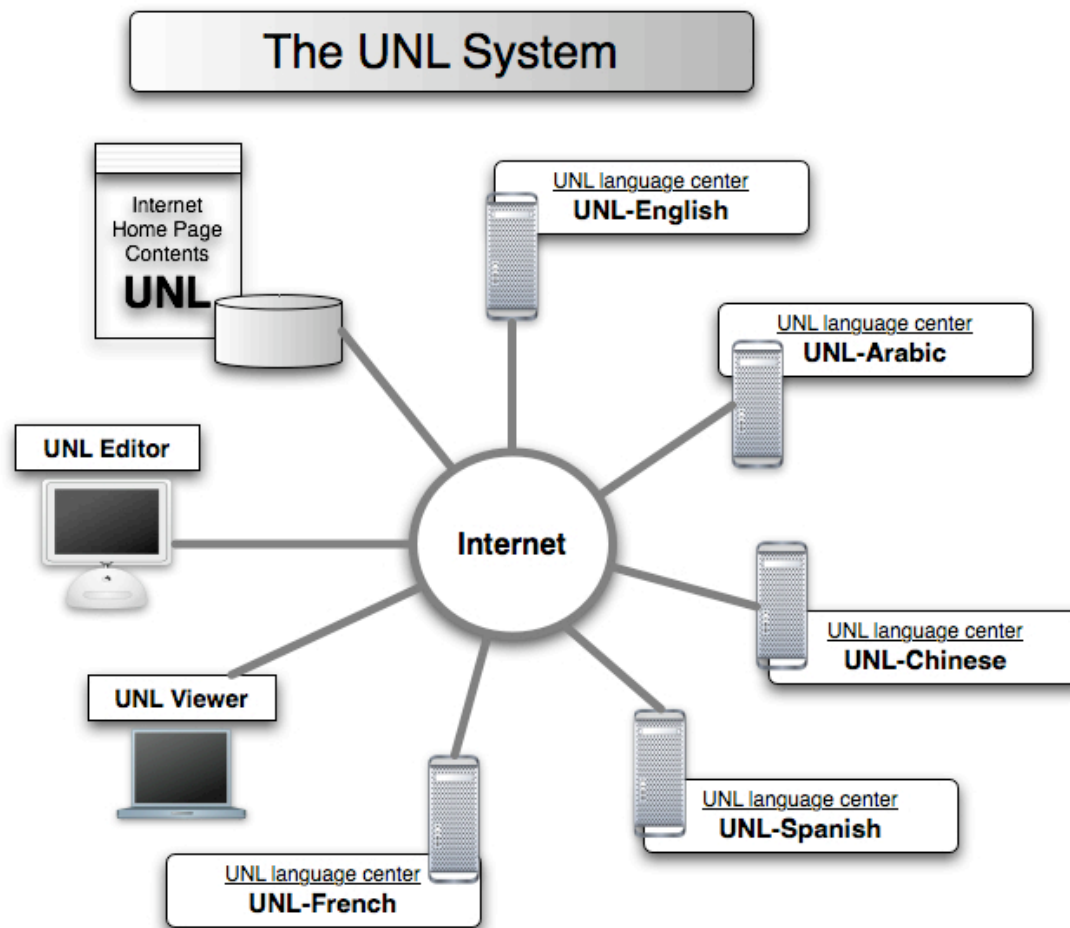 The UNL System
Internet
Home Page
Contents
UNL
UNL language center
UNL-English
UNL language center
UNL-Arabic
UNL Editor
Internet
UNL language center
UNL-Chinese
UNL Viewer
UNL language center
UNL-Spanish
UNL language center
UNL-French